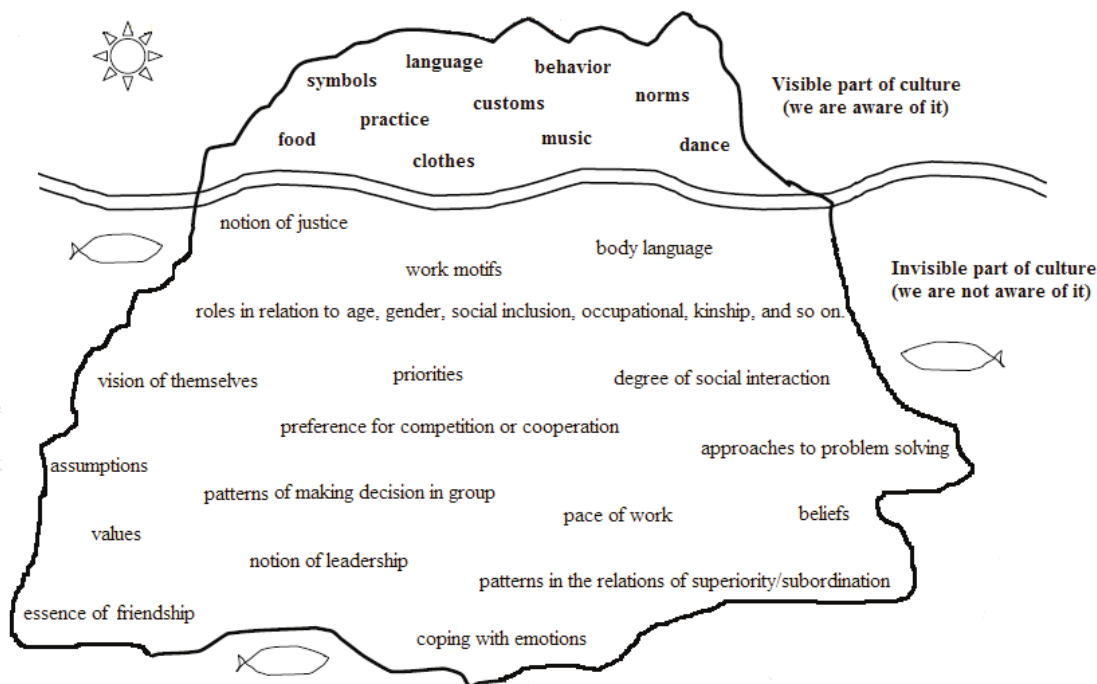 language
behavior
symbols
norms
customs
practice
food
music
dance
clothes
Visible part of culture
(we are aware of it)
notion of justice
body language
work motifs
Invisible part of culture
(we are not aware of it)
roles in relation to age, gender, social inclusion, occupational, kinship, and so on.
vision of themselves
priorities
degree of social interaction
preference for competition or cooperation
approaches to problem solving
assumptions
patterns of making decision in group
pace of work
beliefs
values
notion of leadership
patterns in the relations of superiority/subordination
essence of friendship
coping with emotions